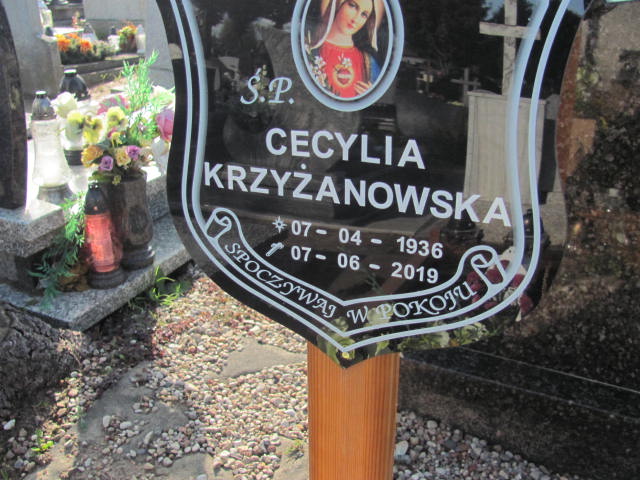 Ś.P.
CECYLIA
KRZYŻANOWSKA
07- 04 - 1936
07- 06 - 2019
SPOCZYWAJ W POKOJU